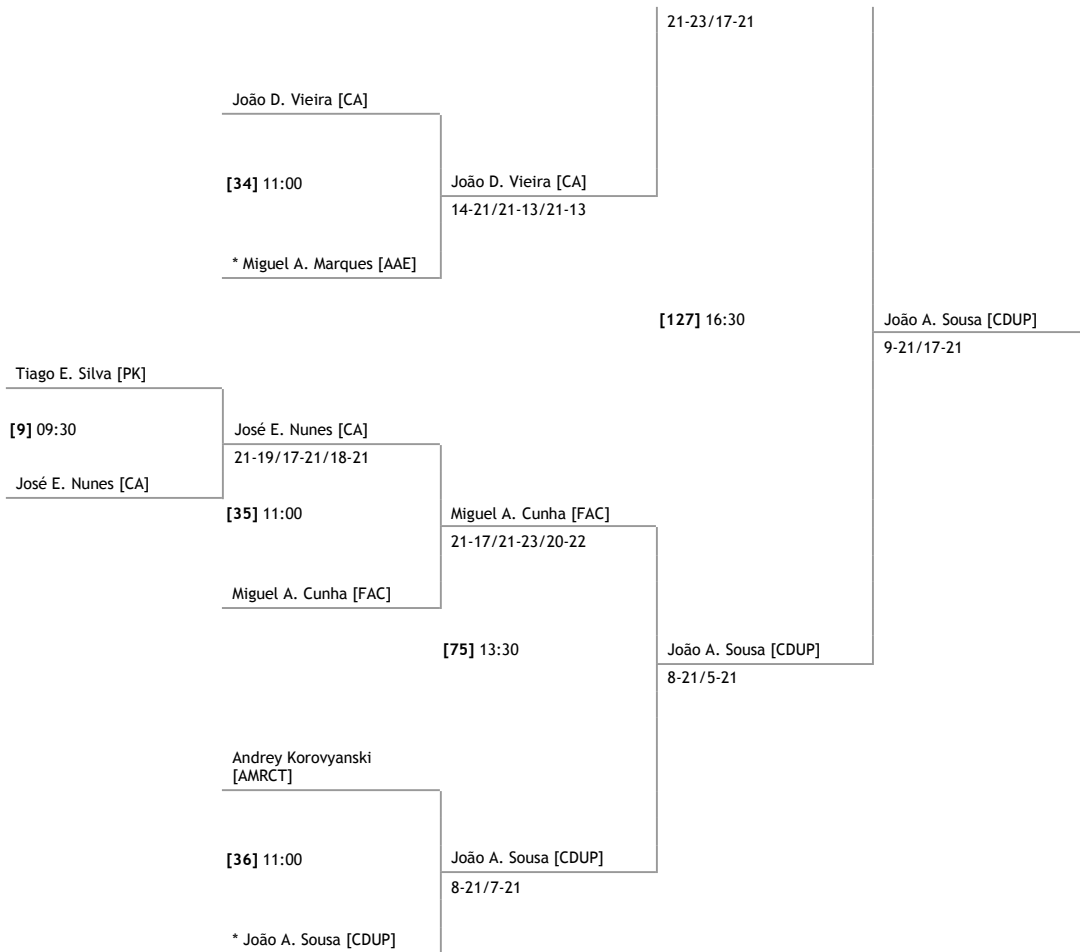 21-23/17-21
João D. Vieira [CA]
[34] 11:00
João D. Vieira [CA]
14-21/21-13/21-13
* Miguel A. Marques [AAE]
[127] 16:30
João A. Sousa [CDUP]
9-21/17-21
Tiago E. Silva [PK]
[9] 09:30
José E. Nunes [CA]
21-19/17-21/18-21
José E. Nunes [CA]
[35] 11:00
Miguel A. Cunha [FAC]
21-17/21-23/20-22
Miguel A. Cunha [FAC]
[75] 13:30
João A. Sousa [CDUP]
8-21/5-21
Andrey Korovyanski
[AMRCT]
[36] 11:00
João A. Sousa [CDUP]
8-21/7-21
* João A. Sousa [CDUP]